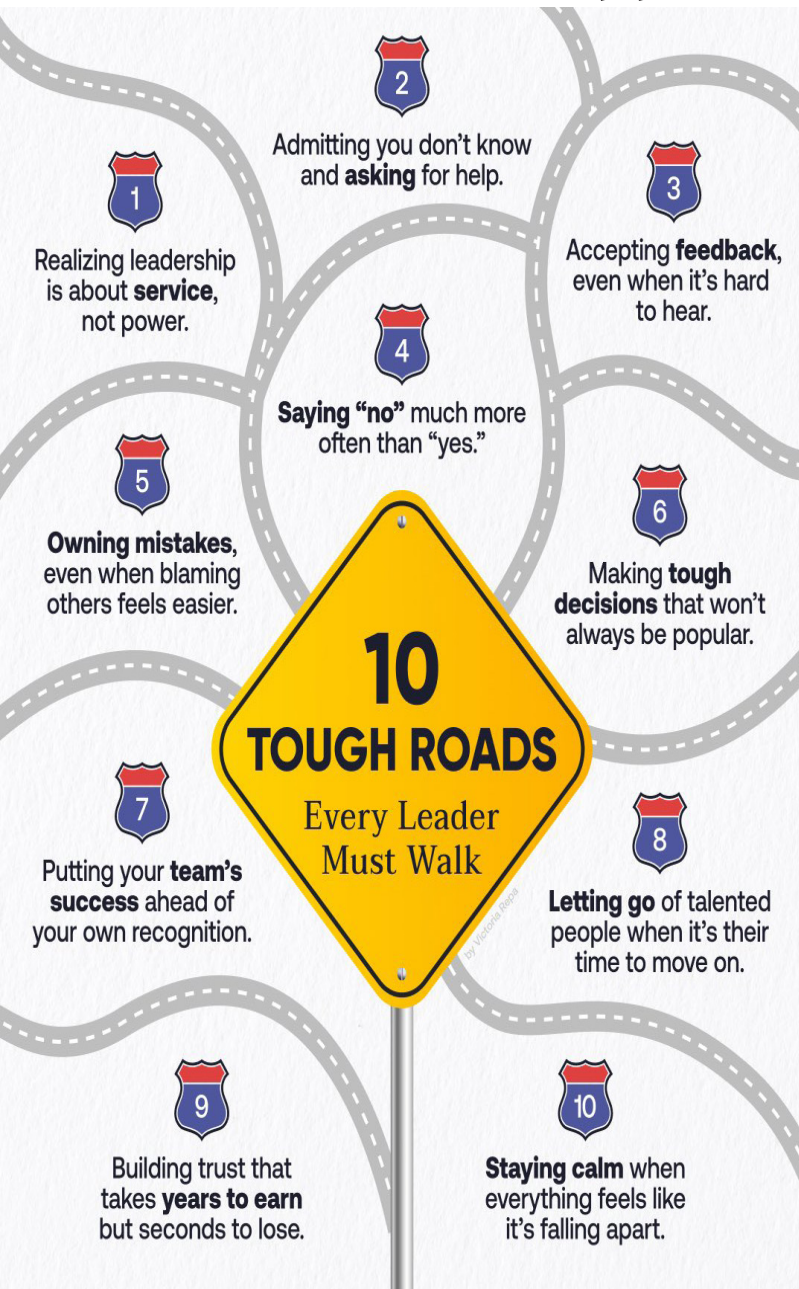 2
Admitting you don’t know
and asking for help.
1
Realizing leadership
is about service,
not power.
3
Accepting feedback,
even when it’s hard
to hear.
4
Saying “no” much more
often than “yes.”
5
Owning mistakes,
even when blaming
others feels easier.
6
Making tough
decisions that won’t
always be popular.
10
TOUGH ROADS
Every Leader
Must Walk
by Victoria Repa
7
Putting your team’s
success ahead of
your own recognition.
8
Letting go of talented
people when it’s their
time to move on.
9
Building trust that
takes years to earn
but seconds to lose.
10
Staying calm when
everything feels like
it’s falling apart.